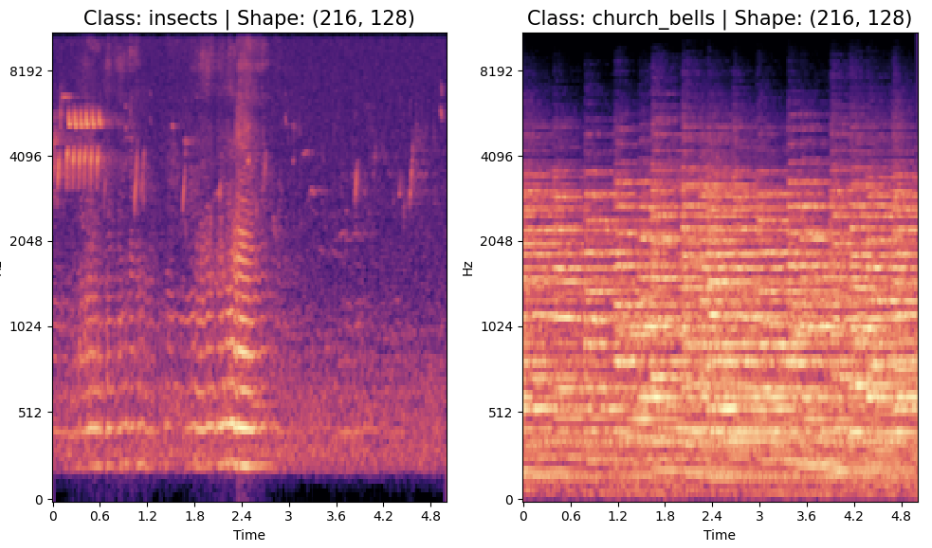 Class: insects | Shape: (216, 128)
8192
4096
2048
1024
512
0
0 0.6 1.2 1.8 2.4 3 3.6 4.2 4.8
Time
Class: church_bells | Shape: (216, 128)
Hz
8192
4096
2048
1024
512
0
0 0.6 1.2 1.8 2.4 3 3.6 4.2 4.8
Time